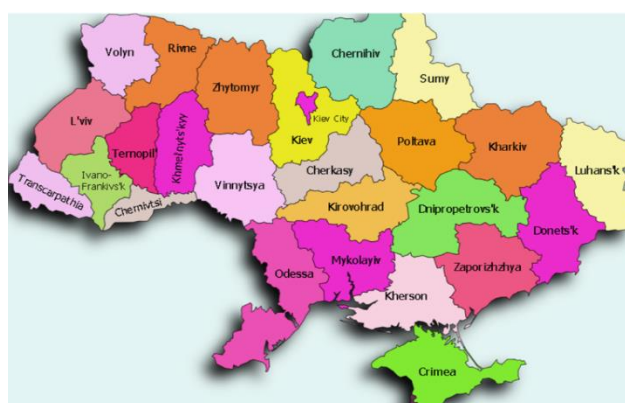 Volyn
Rivne
Chernihiv
Sumy
Zhytomyr
Kiev City
Kiev
L'viv
Ternopil'
Khmelnyts'kyy
Poltava
Kharkiv
Luhans'k
Ivano-
Frankivs'k
Transcarpathia
Chernivtsi
Vinnytsya
Cherkasy
Kirovohrad
Dnipropetrovs'k
Donets'k
Odessa
Mykolayiv
Zaporizhzhya
Kherson
Crimea